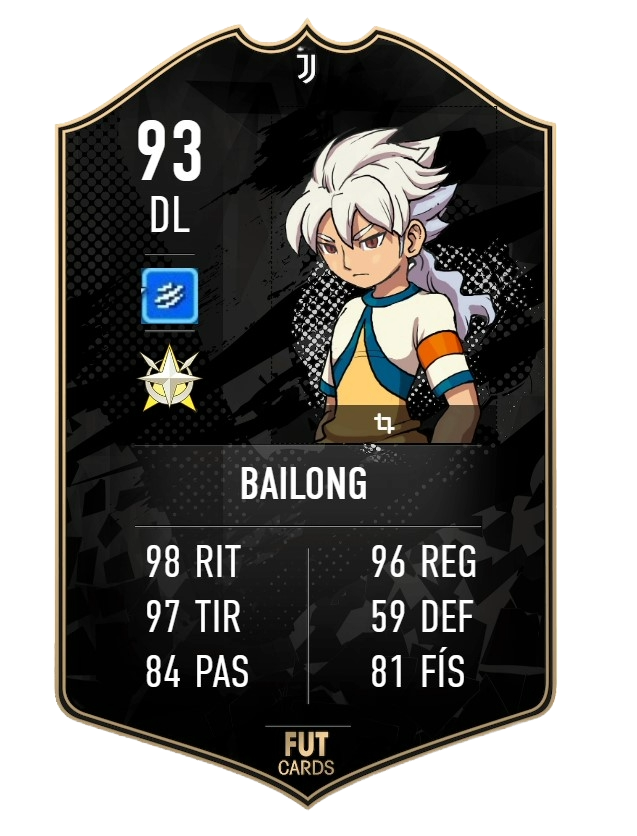 93
DL
BAILONG
98 RIT
96 REG
97 TIR
59 DEF
84 PAS
81 FÍS
FUT
CARDS